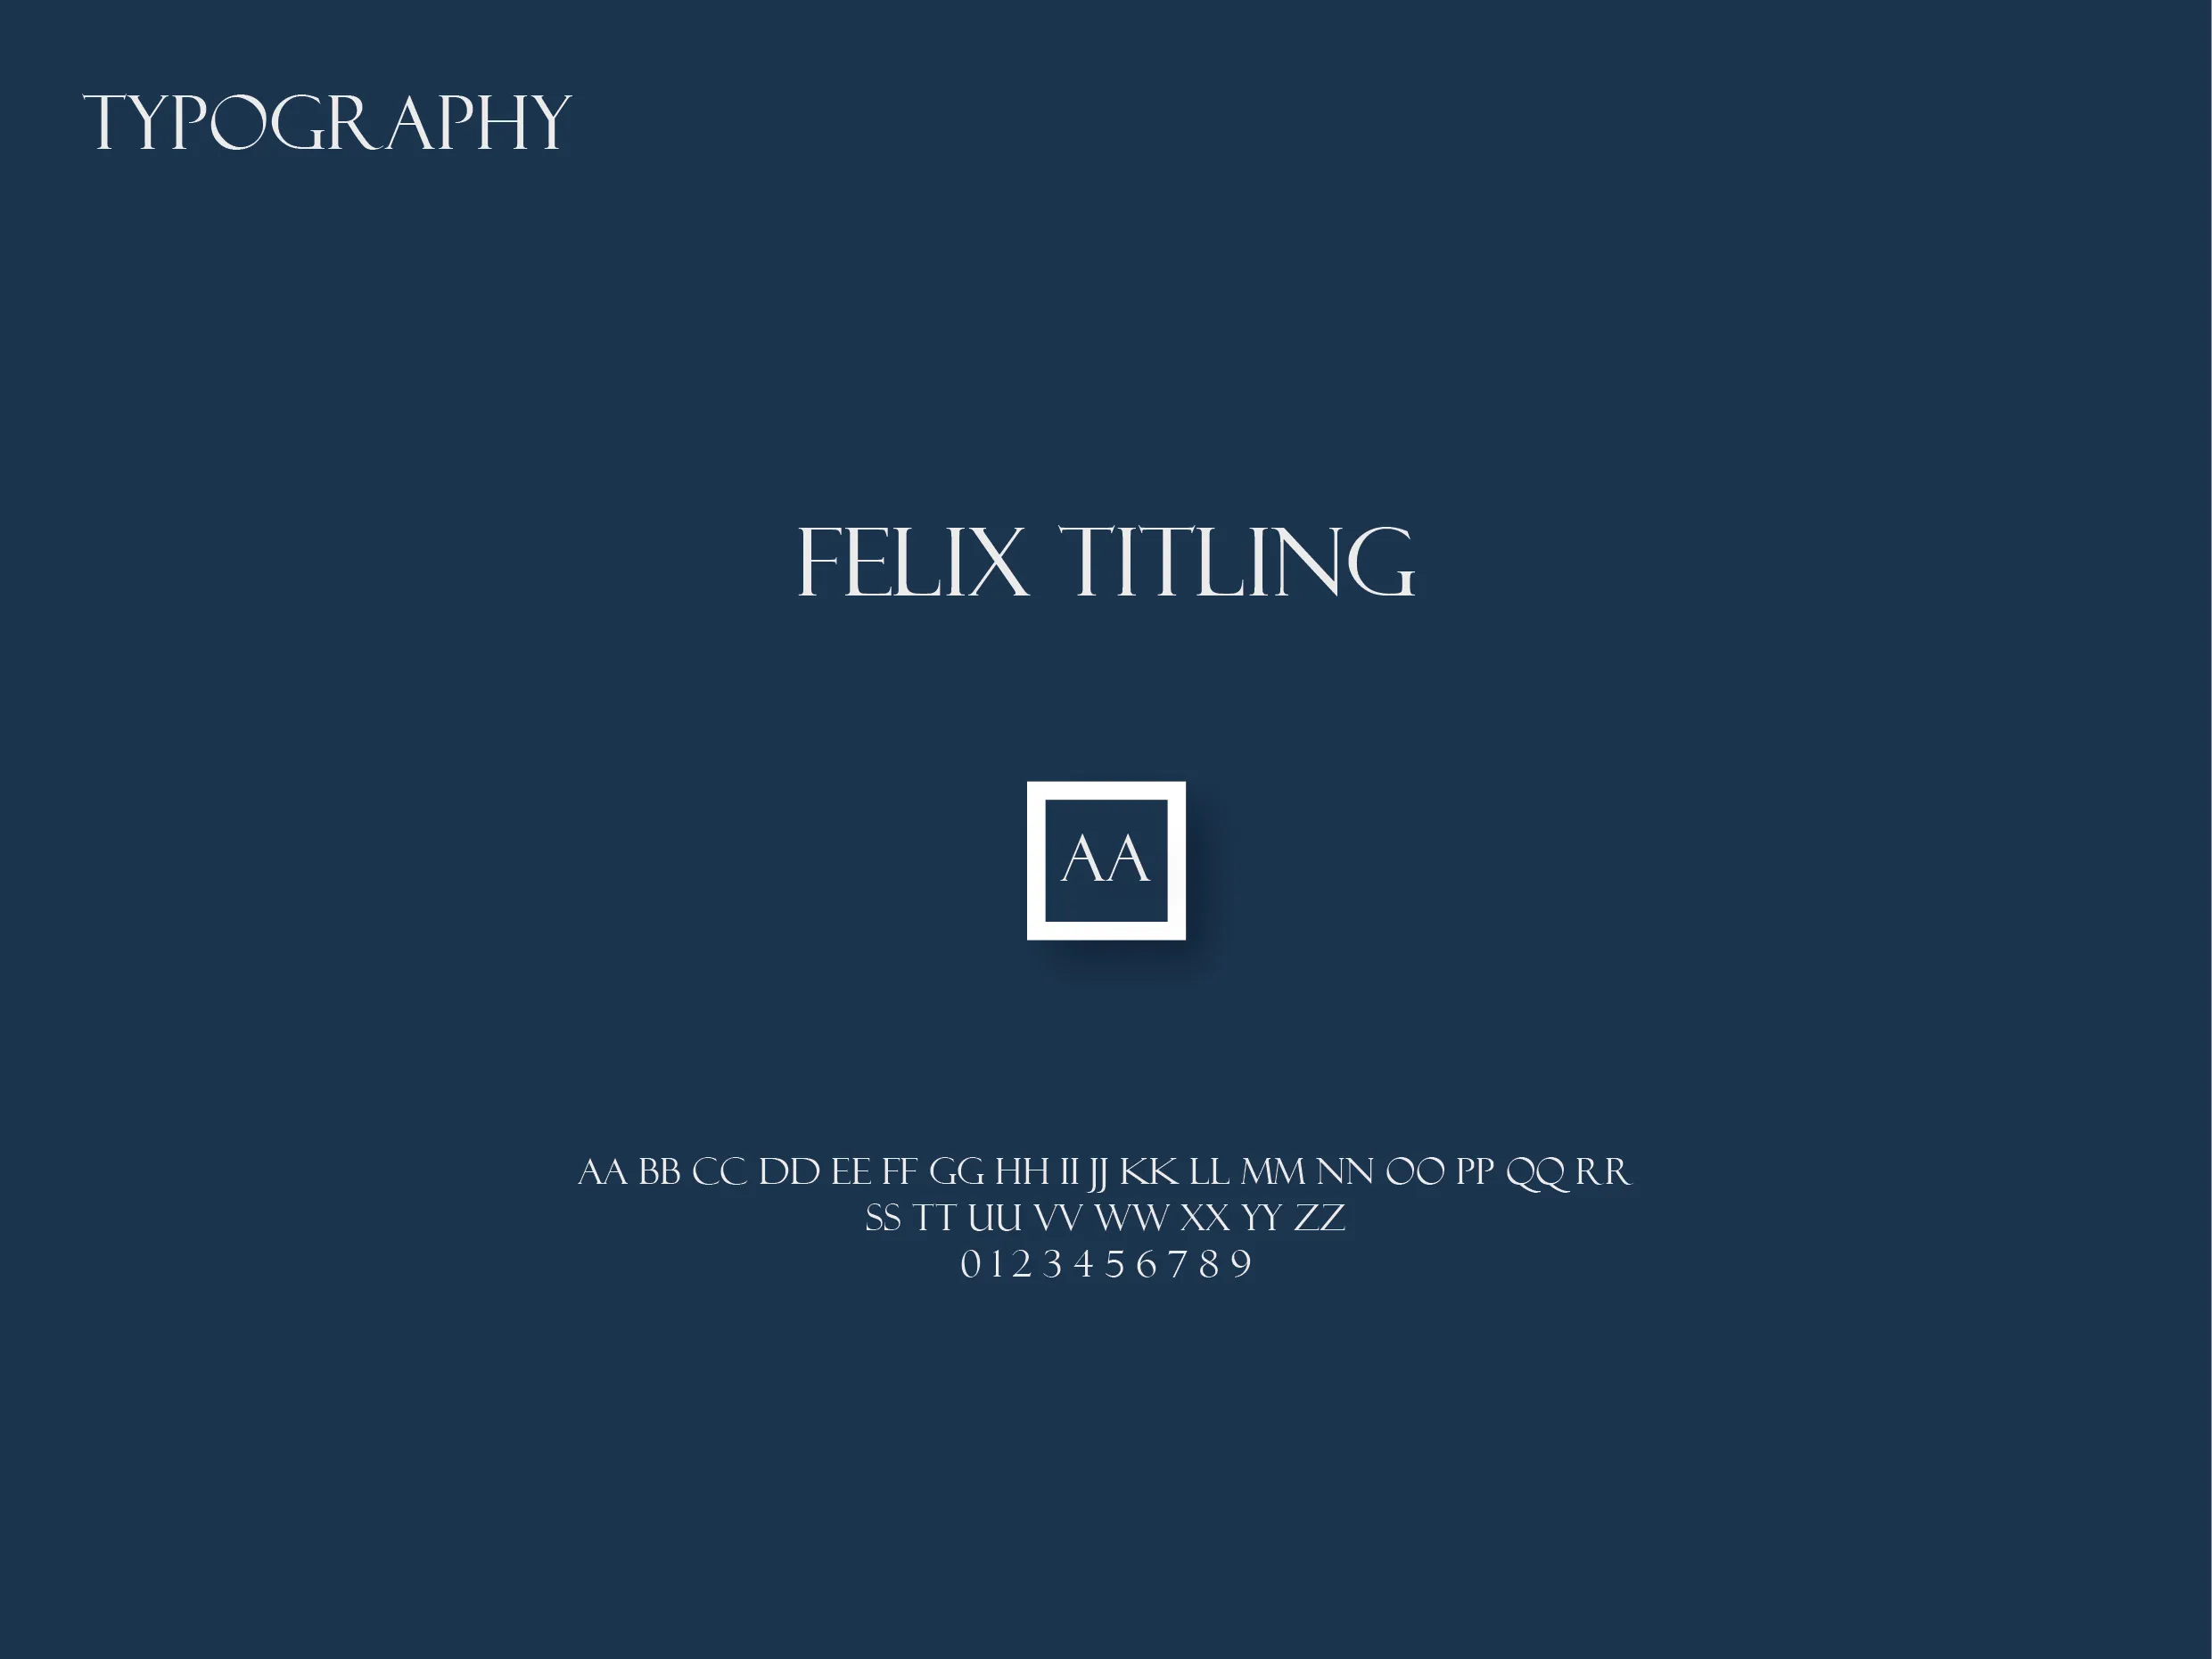 TYPOGRAPHY
FELIX TITLING
AA
AA BB CC DD EE FF GG HH II JJ KK LL MM NN OO PP QQ RR
SS TT UU VV WW XX YY ZZ
0 1 2 3 4 5 6 7 8 9